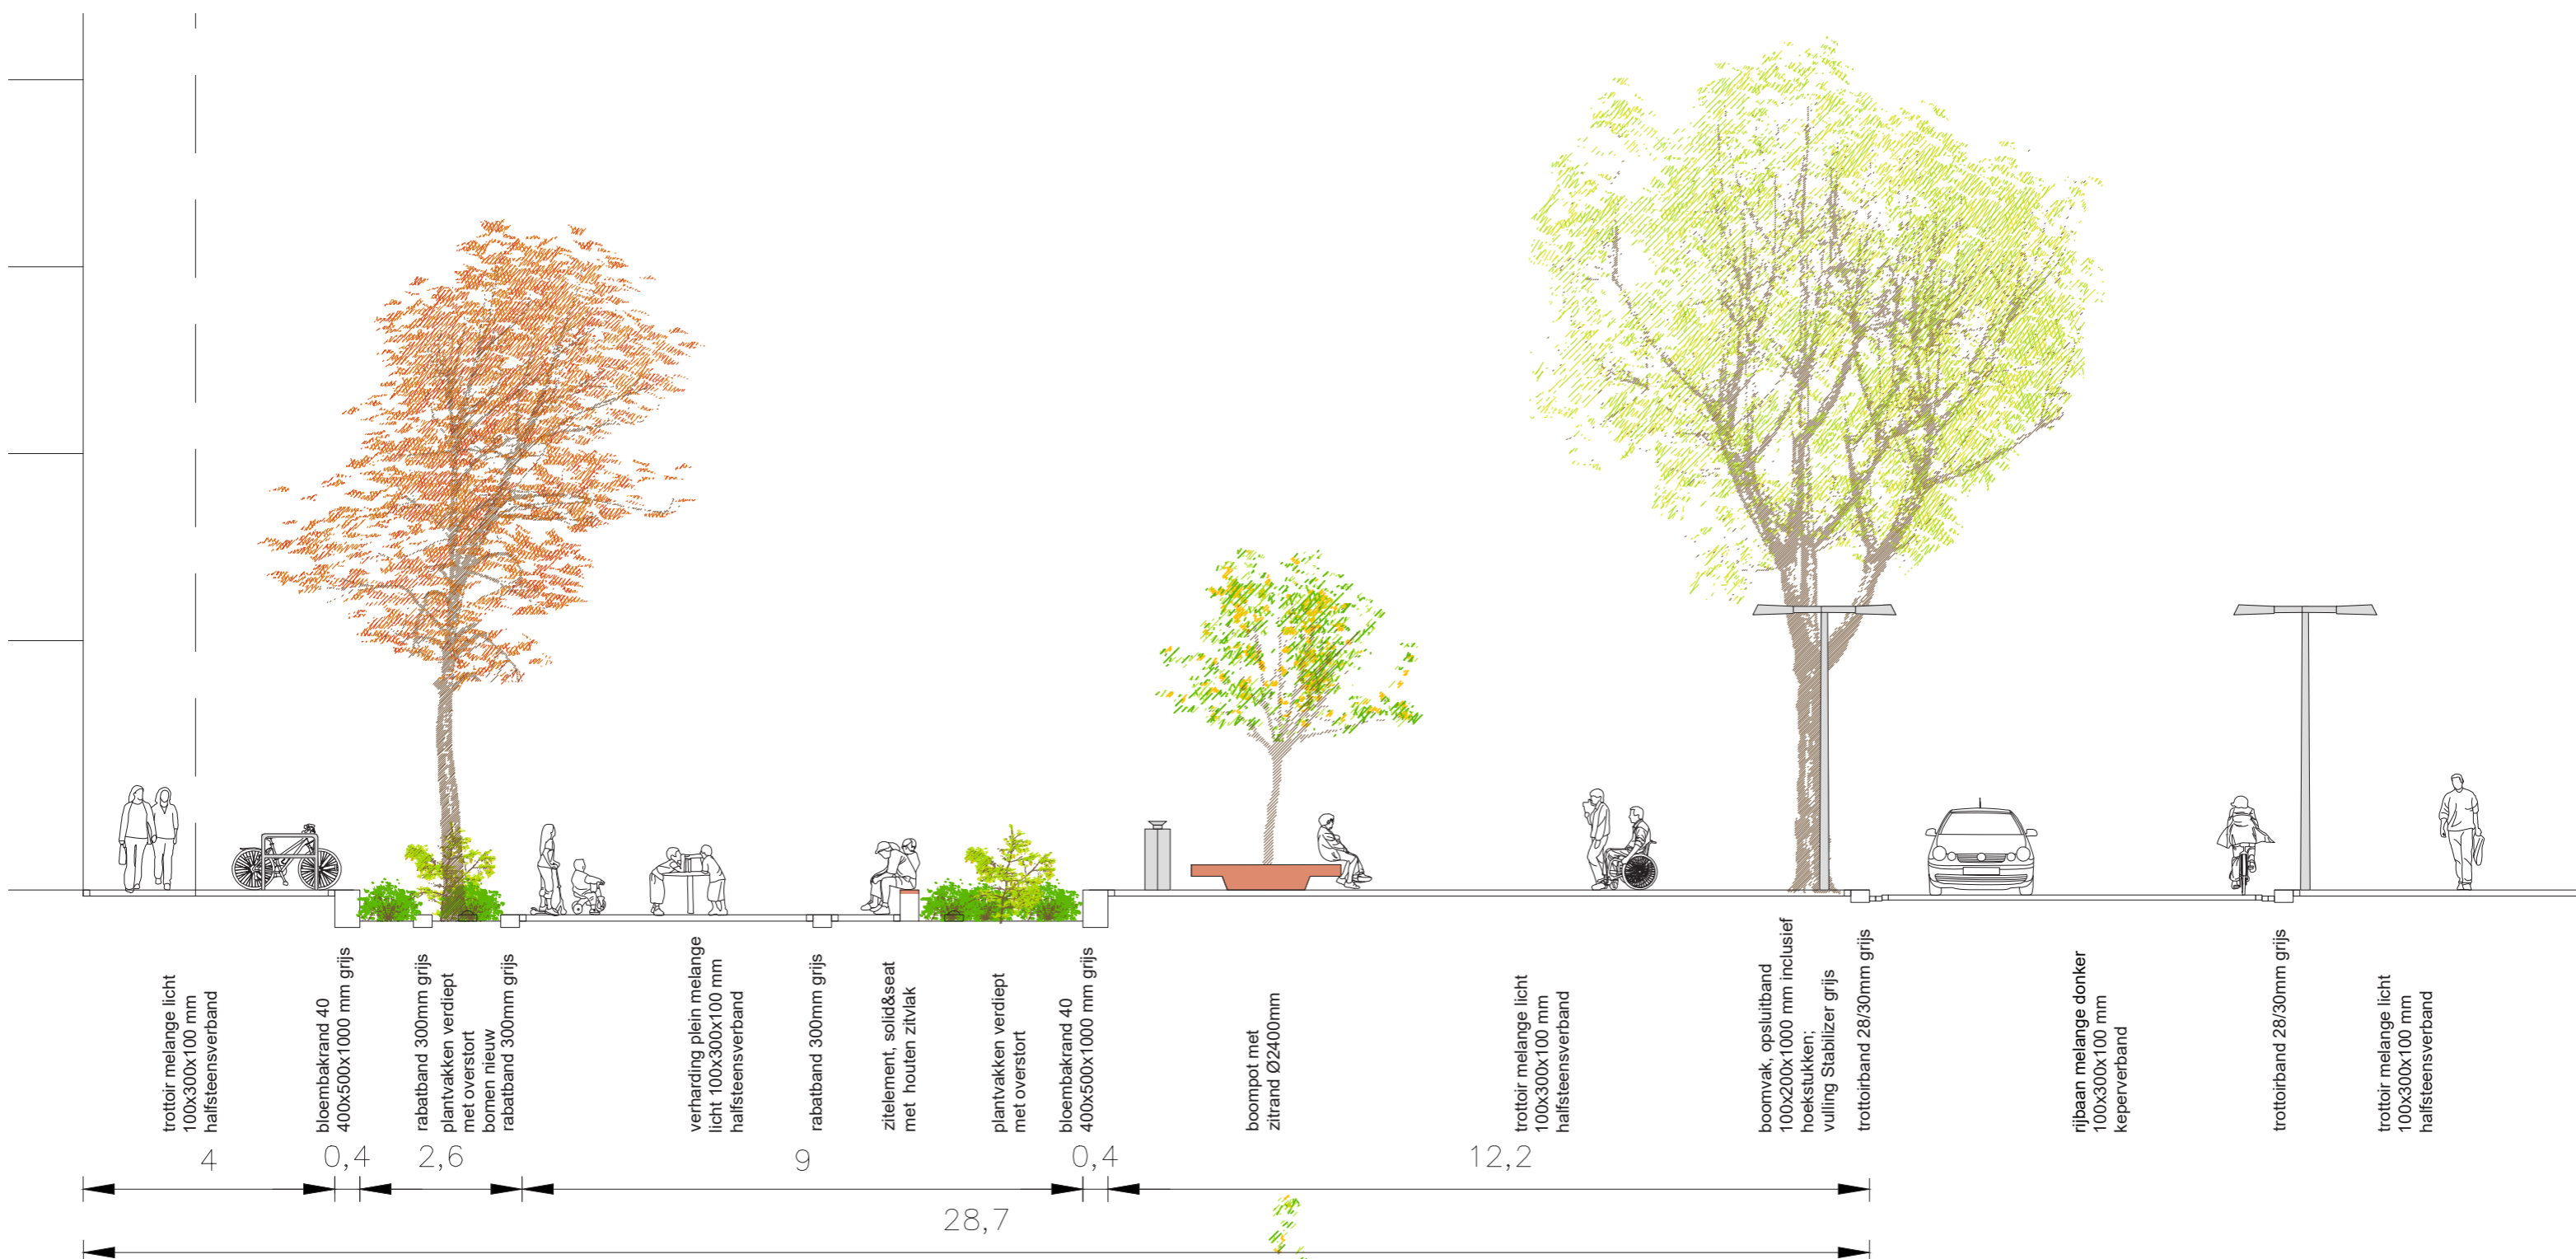 trottoir melange licht
100x300x100 mm
halfsteensverband
bloembakrand 40
400x500x1000 mm grijs
rabatband 300mm grijs
plantvakken verdiept
met overstort
bomen nieuw
rabatband 300mm grijs
verharding plein melange
licht 100x300x100 mm
halfsteensverband
rabatband 300mm grijs
zitelement, solid&seat
met houten zitvlak
plantvakken verdiept
met overstort
bloembakrand 40
400x500x1000 mm grijs
boompot met
zitrand Ø2400mm
trottoir melange licht
100x300x100 mm
halfsteensverband
boomvak, opsluitband
100x200x1000 mm inclusief
hoekstukken;
vulling Stabilizer grijs
trottoirband 28/30mm grijs
rijbaan melange donker
100x300x100 mm
keperverband
trottoirband 28/30mm grijs
trottoir melange licht
100x300x100 mm
halfsteensverband
4
0,4
2,6
9
0,4
12,2
28,7